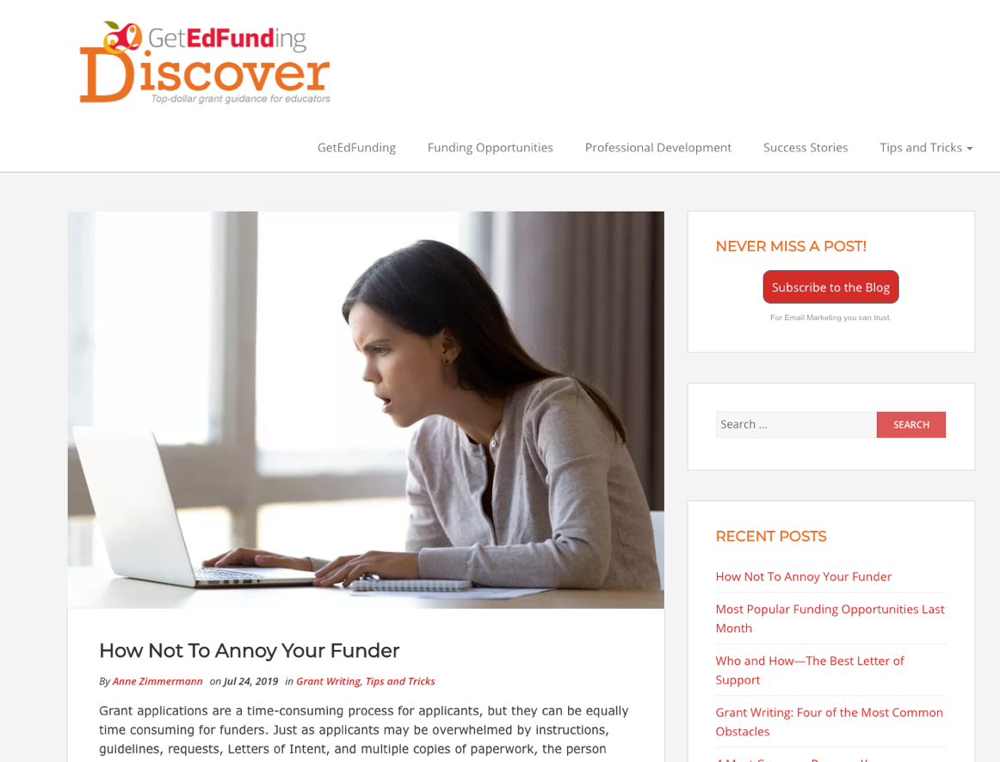 GetEdFunding
Discover
Top-dollar grant guidance for educators
GetEdFunding Funding Opportunities Professional Development Success Stories Tips and Tricks
NEVER MISS A POST!
Subscribe to the Blog
For Email Marketing you can trust.
Search ... SEARCH
RECENT POSTS
How Not To Annoy Your Funder
Most Popular Funding Opportunities Last
Month
Who and How—The Best Letter of
Support
Grant Writing: Four of the Most Common
Obstacles
How Not To Annoy Your Funder
By Anne Zimmermann on Jul 24, 2019 in Grant Writing, Tips and Tricks
Grant applications are a time-consuming process for applicants, but they can be equally
time consuming for funders. Just as applicants may be overwhelmed by instructions,
guidelines, requests, Letters of Intent, and multiple copies of paperwork, the person